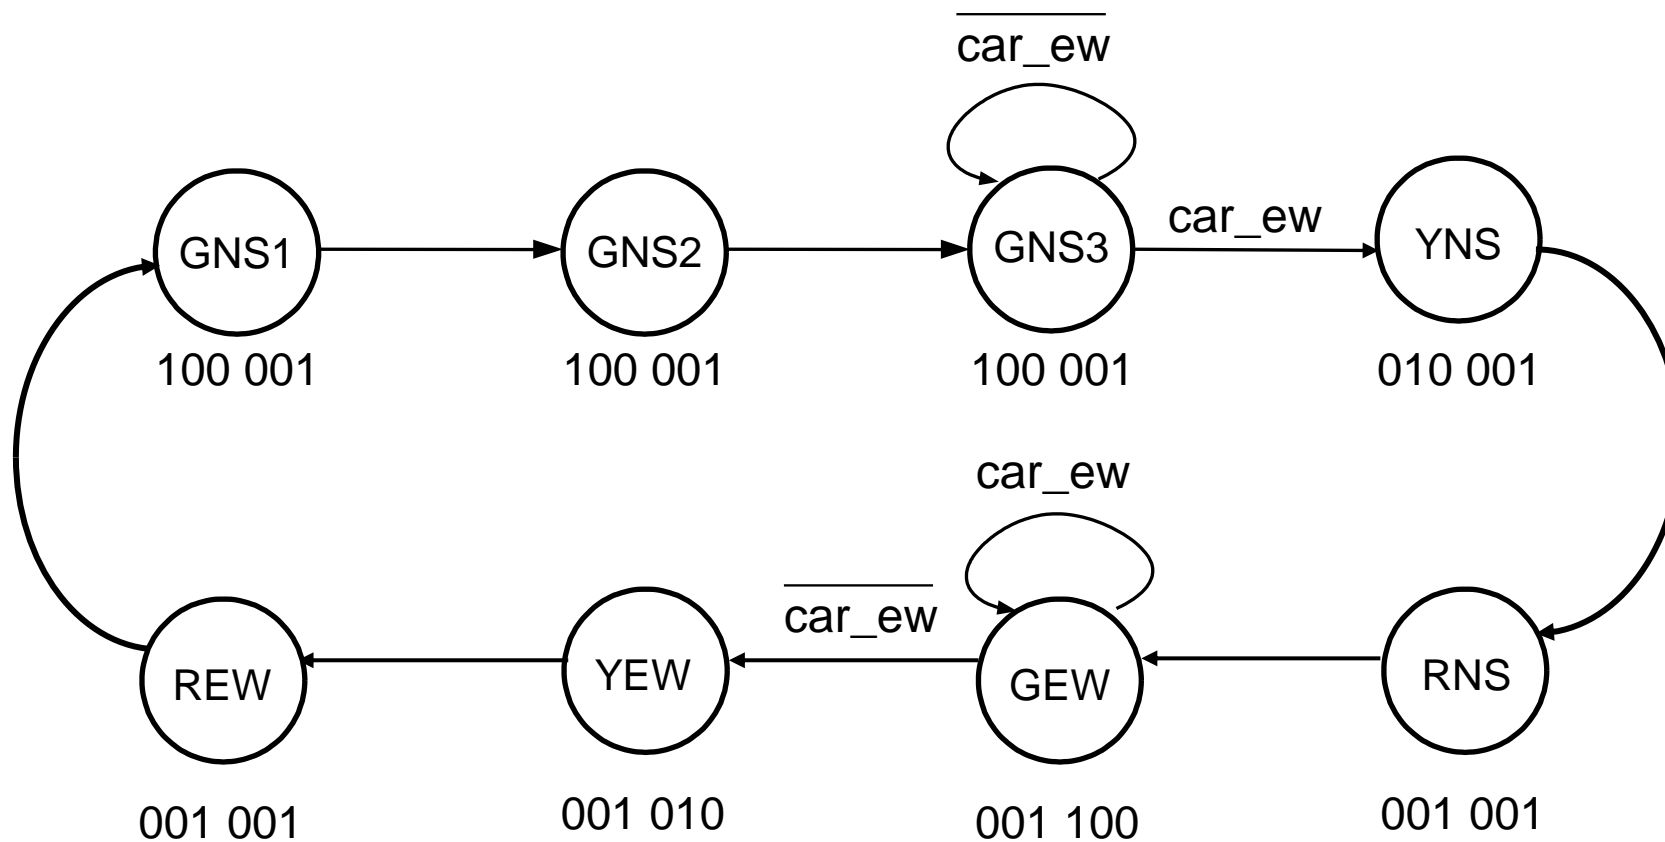 car_ew
car_ew
GNS1
GNS2
GNS3
YNS
100 001
100 001
100 001
010 001
car_ew
car_ew
REW
YEW
GEW
RNS
001 001
001 010
001 100
001 001